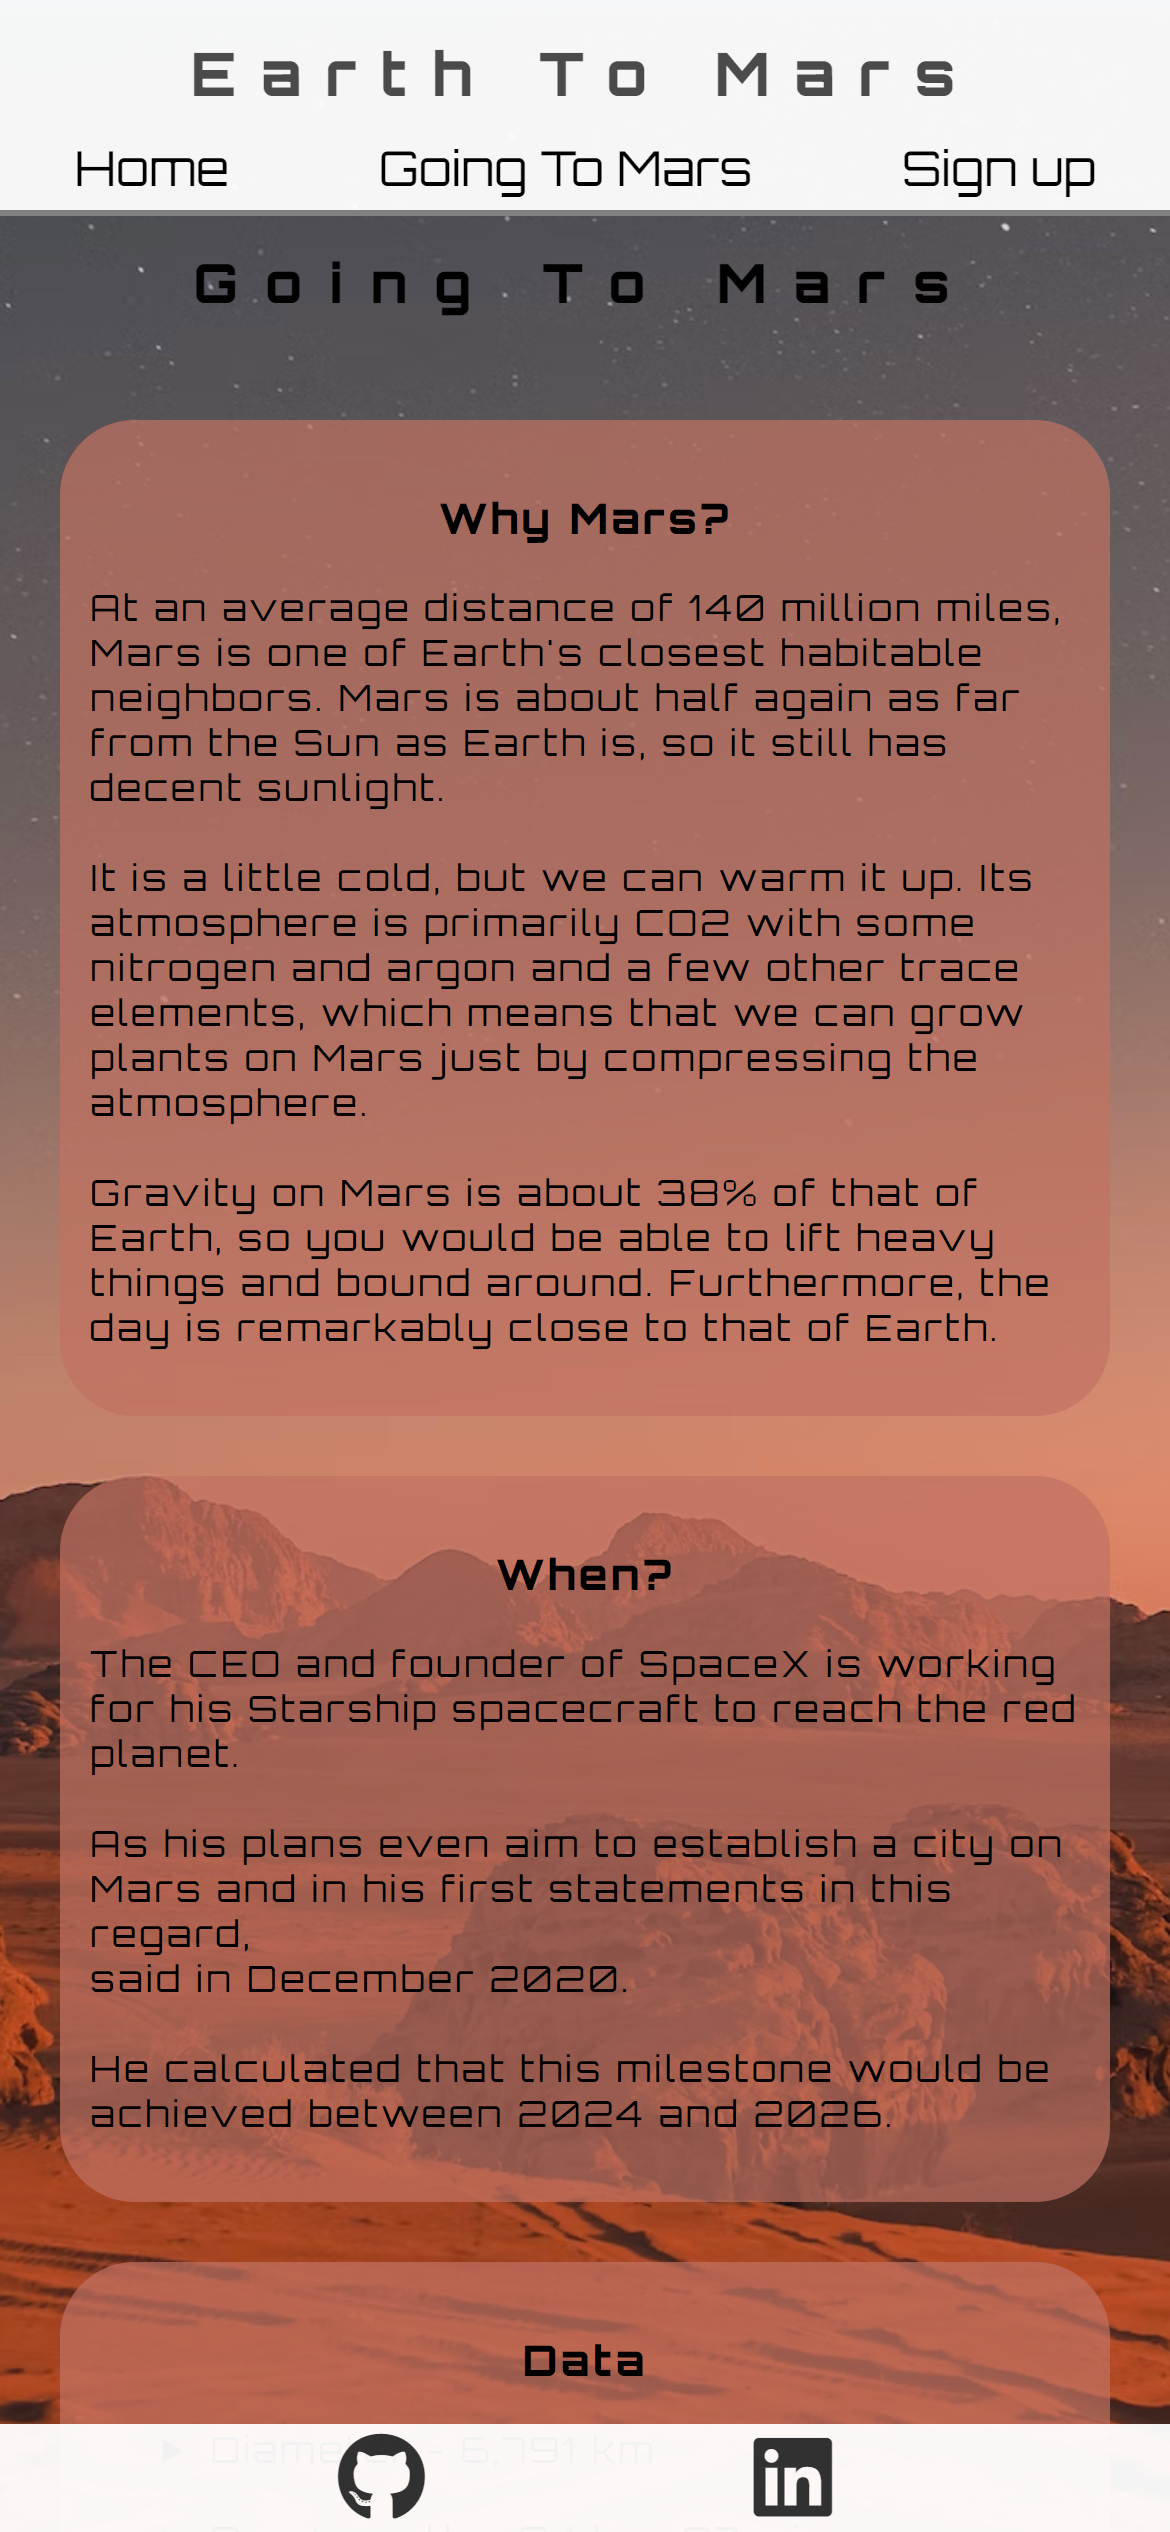 Earth To Mars
Home Going To Mars Sign up
Going To Mars
Why Mars?
At an average distance of 140 million miles,
Mars is one of Earth's closest habitable
neighbors. Mars is about half again as far
from the Sun as Earth is, so it still has
decent sunlight.
It is a little cold, but we can warm it up. Its
atmosphere is primarily CO2 with some
nitrogen and argon and a few other trace
elements, which means that we can grow
plants on Mars just by compressing the
atmosphere.
Gravity on Mars is about 38% of that of
Earth, so you would be able to lift heavy
things and bound around. Furthermore, the
day is remarkably close to that of Earth.
When?
The CEO and founder of SpaceX is working
for his Starship spacecraft to reach the red
planet.
As his plans even aim to establish a city on
Mars and in his first statements in this
regard,
said in December 2020.
He calculated that this milestone would be
achieved between 2024 and 2026.
Data
- 6,791 km
in